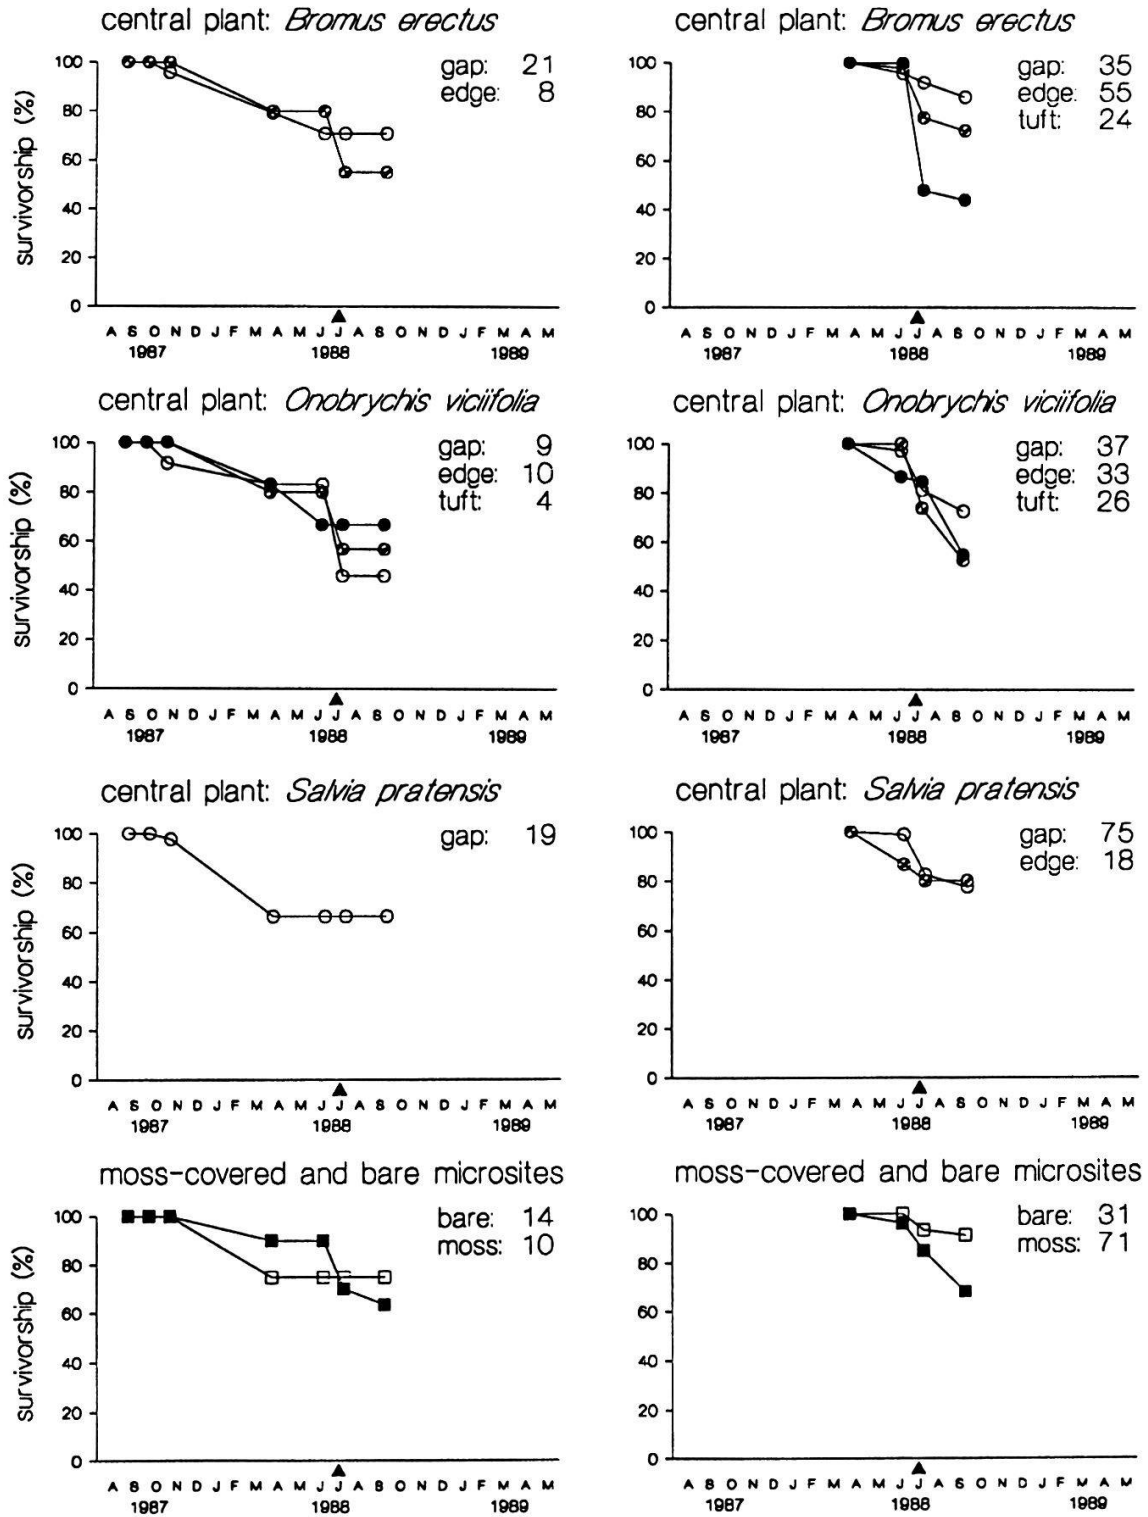 central plant: Bromus erectus
survivorship (%)
100
80
60
40
20
0
gap: 21
edge: 8
A S O N D J F M A M J J A S O N D J F M A M
1987 1988 1989
central plant: Bromus erectus
100
80
60
40
20
0
gap: 35
edge: 55
tuft: 24
A S O N D J F M A M J J A S O N D J F M A M
1987 1988 1989
central plant: Onobrychis viciifolia
survivorship (%)
100
80
60
40
20
0
gap: 9
edge: 10
tuft: 4
A S O N D J F M A M J J A S O N D J F M A M
1987 1988 1989
central plant: Onobrychis viciifolia
100
80
60
40
20
0
gap: 37
edge: 33
tuft: 26
A S O N D J F M A M J J A S O N D J F M A M
1987 1988 1989
central plant: Salvia pratensis
survivorship (%)
100
80
60
40
20
0
gap: 19
A S O N D J F M A M J J A S O N D J F M A M
1987 1988 1989
central plant: Salvia pratensis
100
80
60
40
20
0
gap: 75
edge: 18
A S O N D J F M A M J J A S O N D J F M A M
1987 1988 1989
moss-covered and bare microsites
survivorship (%)
100
80
60
40
20
0
bare: 14
moss: 10
A S O N D J F M A M J J A S O N D J F M A M
1987 1988 1989
moss-covered and bare microsites
100
80
60
40
20
0
bare: 31
moss: 71
A S O N D J F M A M J J A S O N D J F M A M
1987 1988 1989